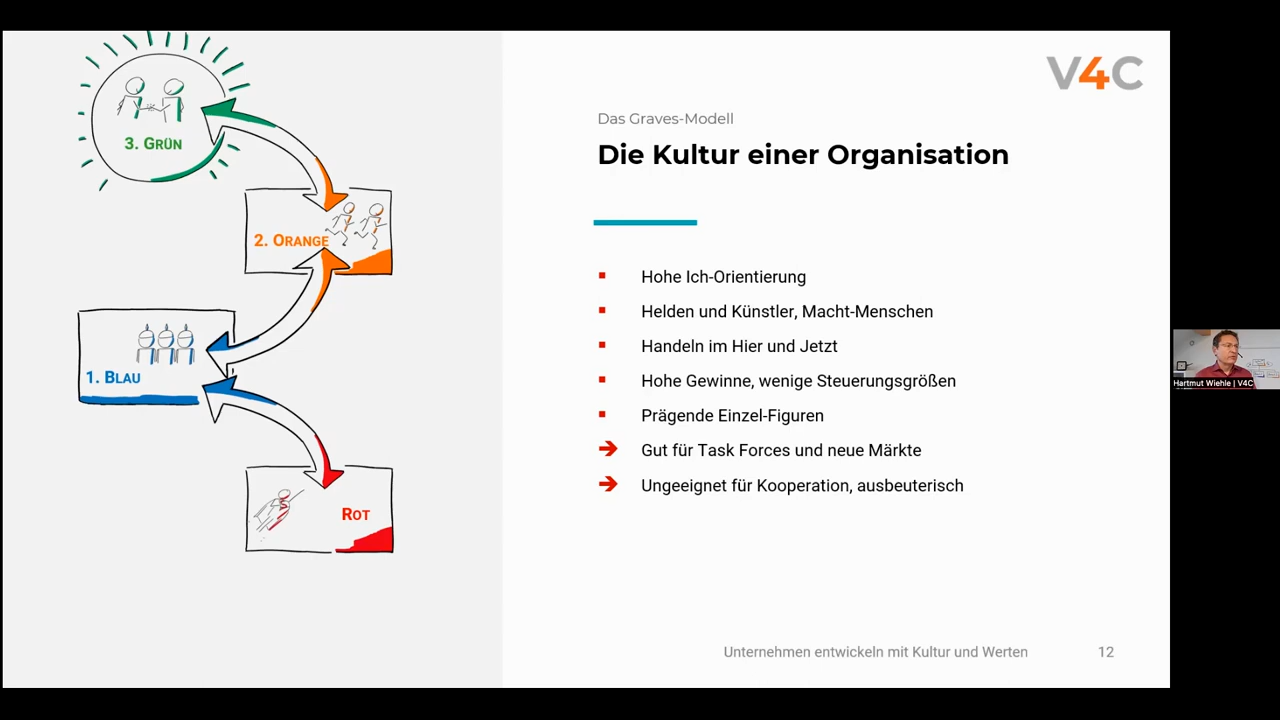 V4C
Das Graves-Modell
Die Kultur einer Organisation
3. GRÜN
2. ORANGE
1. BLAU
ROT
Hohe Ich-Orientierung
Helden und Künstler, Macht-Menschen
Handeln im Hier und Jetzt
Hohe Gewinne, wenige Steuerungsgrößen
Prägende Einzel-Figuren
Gut für Task Forces und neue Märkte
Ungeeignet für Kooperation, ausbeuterisch
Unternehmen entwickeln mit Kultur und Werten
12
Hartmut Wiehle | V4C